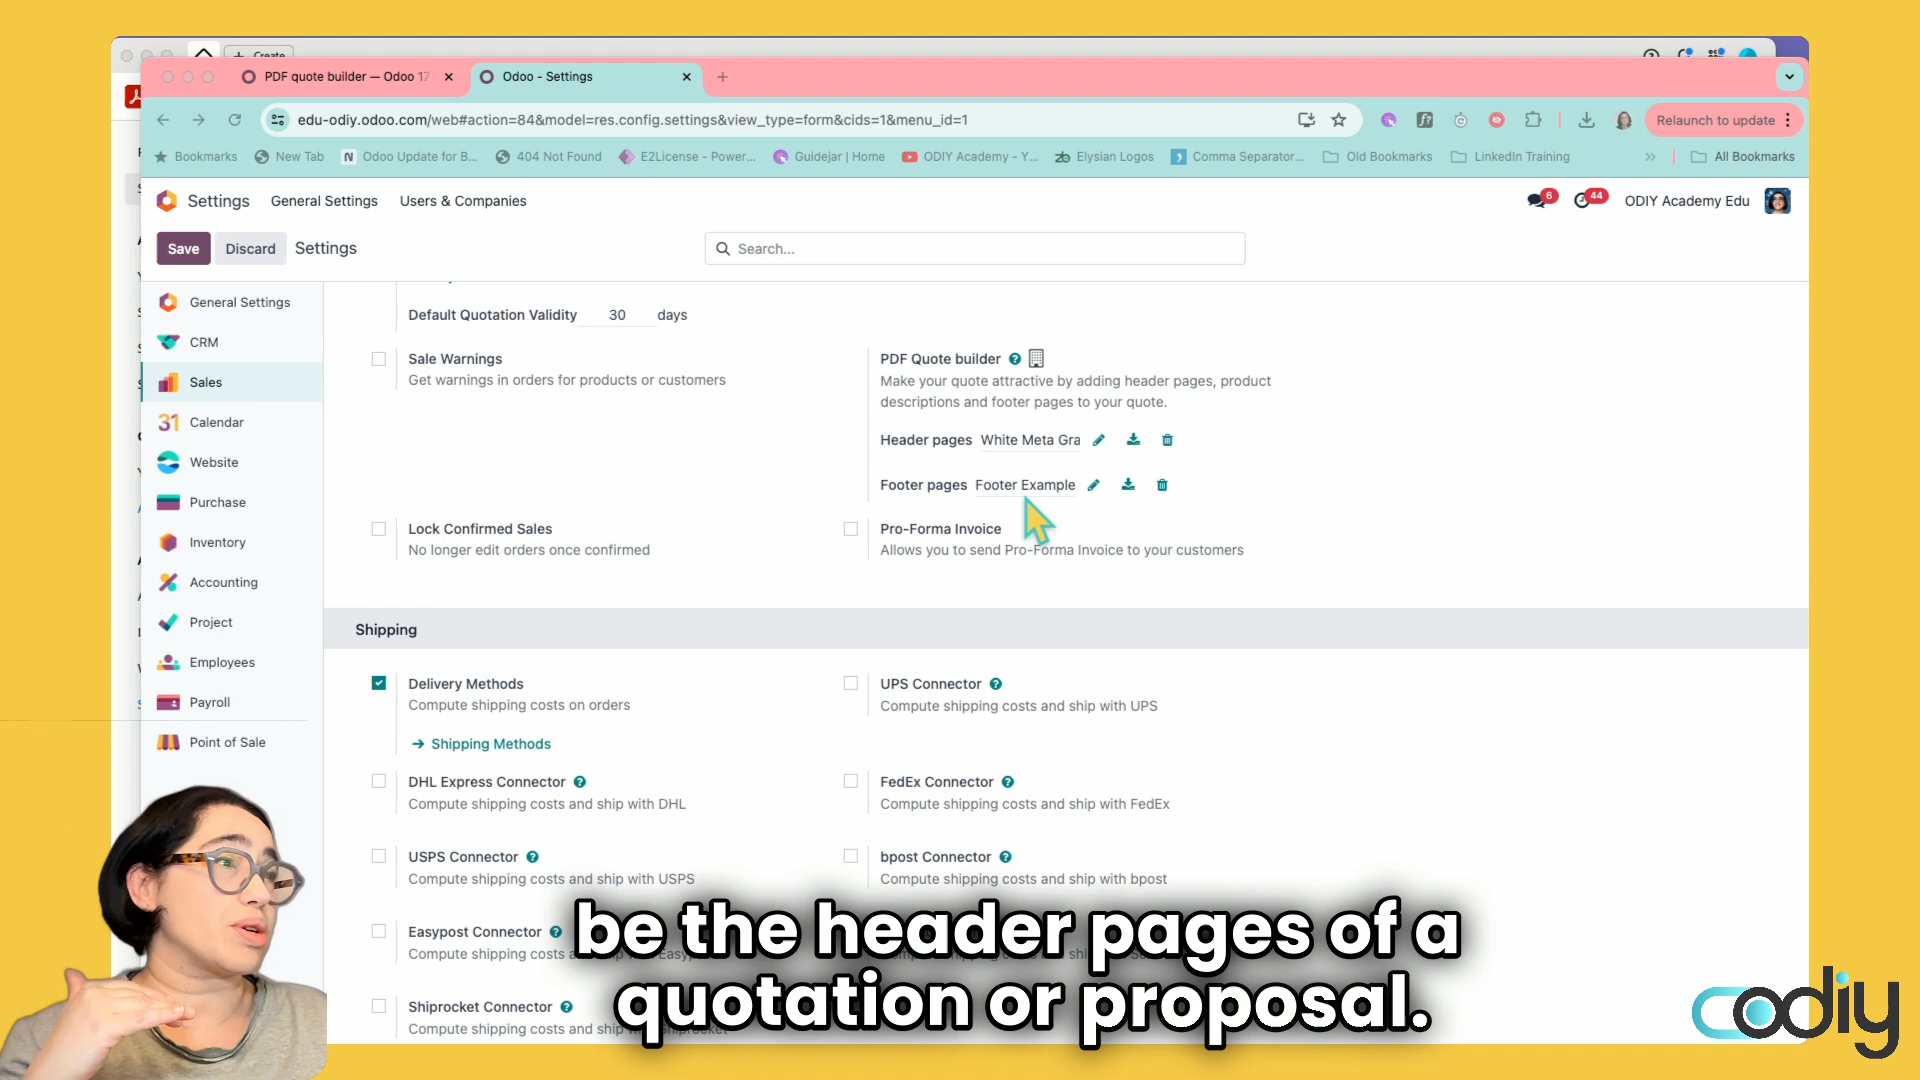 Create
PDF quote builder — Odoo 17
Odoo - Settings
edu-odiy.odoo.com/web#action=84&model=res.config.settings&view_type=form&cids=1&menu_id=1
Relaunch to update
Bookmarks
New Tab
Odoo Update for B...
404 Not Found
E2License - Power...
Guidejar | Home
ODIY Academy - Y...
Elysian Logos
Comma Separator...
Old Bookmarks
LinkedIn Training
All Bookmarks
Settings
General Settings
Users & Companies
6
44
ODIY Academy Edu
Save
Discard
Settings
Search...
General Settings
CRM
Sales
31 Calendar
Website
Purchase
Inventory
Accounting
Project
Employees
Payroll
Point of Sale
Default Quotation Validity 30 days
Sale Warnings
Get warnings in orders for products or customers
PDF Quote builder
Make your quote attractive by adding header pages, product
descriptions and footer pages to your quote.
Header pages White Meta Gra
Footer pages Footer Example
Lock Confirmed Sales
No longer edit orders once confirmed
Pro-Forma Invoice
Allows you to send Pro-Forma Invoice to your customers
Shipping
Delivery Methods
Compute shipping costs on orders
Shipping Methods
UPS Connector
Compute shipping costs and ship with UPS
DHL Express Connector
Compute shipping costs and ship with DHL
FedEx Connector
Compute shipping costs and ship with FedEx
USPS Connector
Compute shipping costs and ship with USPS
bpost Connector
Compute shipping costs and ship with bpost
Easypost Connector
Compute shipping costs and ship with
Shiprocket Connector
Compute shipping costs and ship with Shiprocket
be the header pages of a
quotation or proposal.
odiy